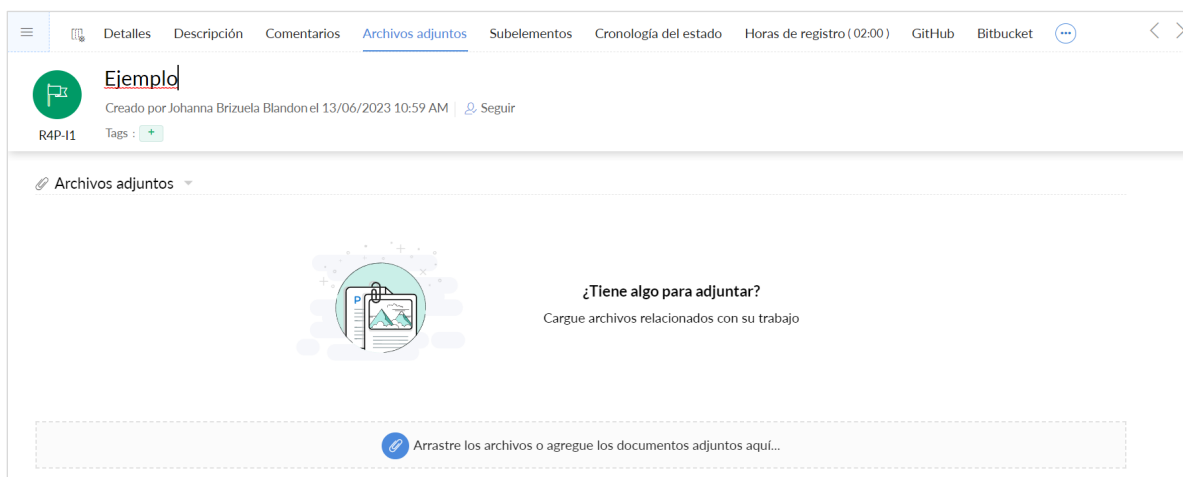 Detalles Descripción Comentarios Archivos adjuntos Subelementos Cronología del estado Horas de registro ( 02:00 ) GitHub Bitbucket
Ejemplo
Creado por Johanna Brizuela Blandon el 13/06/2023 10:59 AM Seguir
R4P-I1
Tags : +
Archivos adjuntos
P
¿Tiene algo para adjuntar?
Cargue archivos relacionados con su trabajo
Arrastre los archivos o agregue los documentos adjuntos aquí...